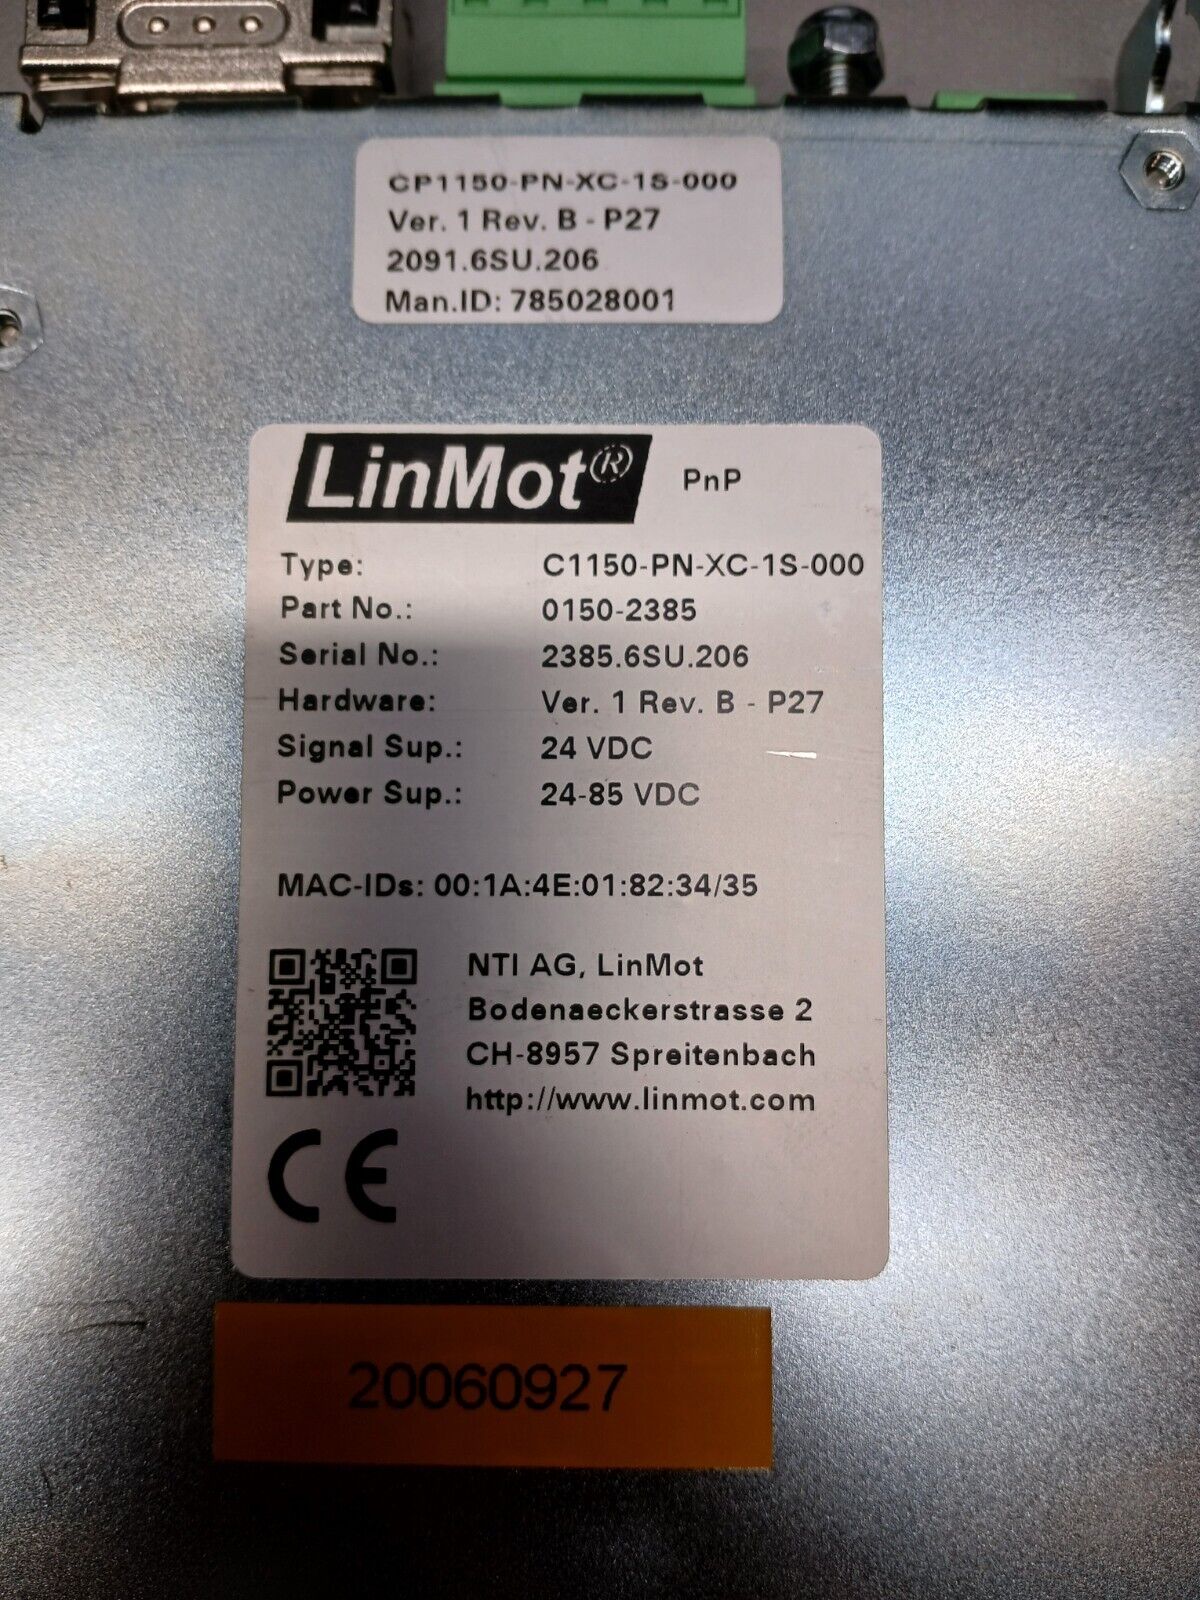 CP1150-PN-XC-1S-000
Ver. 1 Rev. B - P27
2091.6SU.206
Man.ID: 785028001
LinMot® PnP
Type: C1150-PN-XC-1S-000
Part No.: 0150-2385
Serial No.: 2385.6SU.206
Hardware: Ver. 1 Rev. B - P27
Signal Sup.: 24 VDC
Power Sup.: 24-85 VDC
MAC-IDs: 00:1A:4E:01:82:34/35
NTI AG, LinMot
Bodenaeckerstrasse 2
CH-8957 Spreitenbach
http://www.linmot.com
CE
20060927